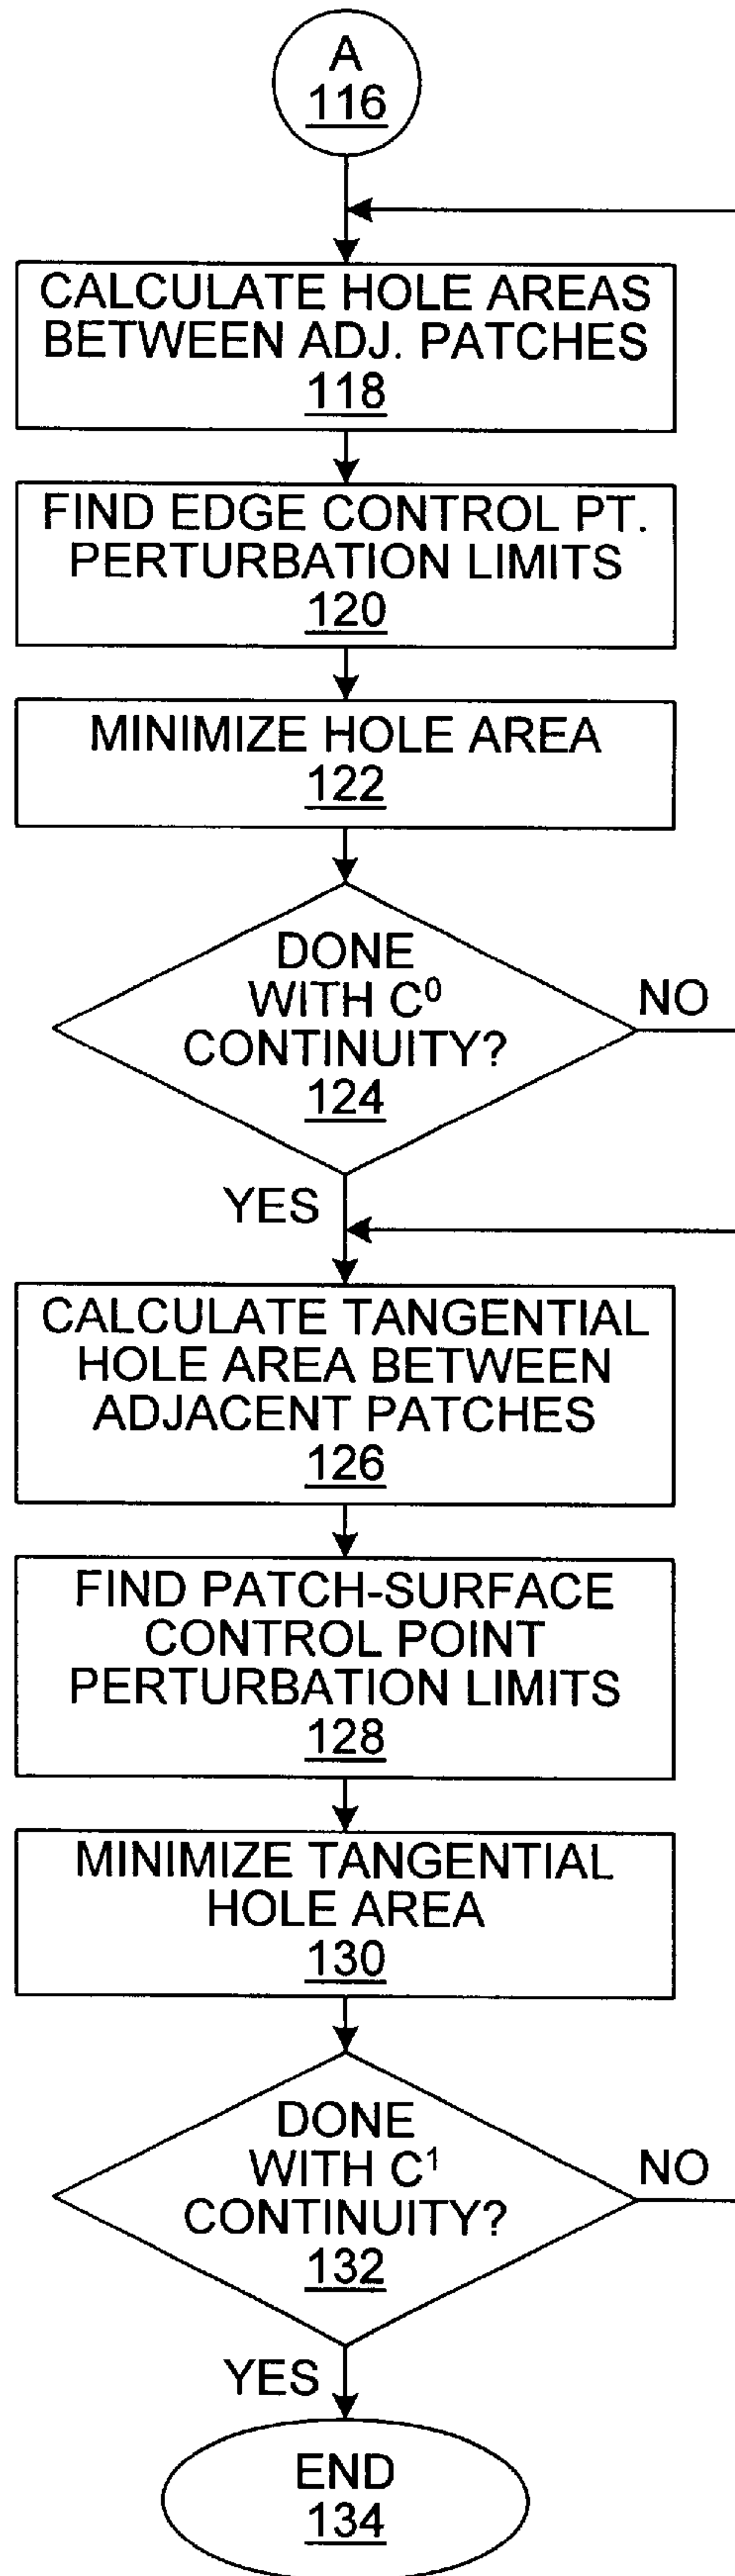 A
116
CALCULATE HOLE AREAS
BETWEEN ADJ. PATCHES
118
FIND EDGE CONTROL PT.
PERTURBATION LIMITS
120
MINIMIZE HOLE AREA
122
DONE
WITH C⁰
CONTINUITY?
124
NO
YES
CALCULATE TANGENTIAL
HOLE AREA BETWEEN
ADJACENT PATCHES
126
FIND PATCH-SURFACE
CONTROL POINT
PERTURBATION LIMITS
128
MINIMIZE TANGENTIAL
HOLE AREA
130
DONE
WITH C¹
CONTINUITY?
132
NO
YES
END
134